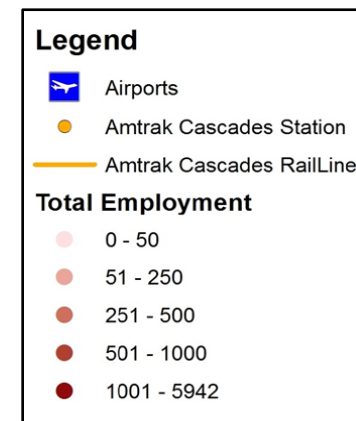 Legend
Airports
Amtrak Cascades Station
Amtrak Cascades RailLine
Total Employment
0 - 50
51 - 250
251 - 500
501 - 1000
1001 - 5942